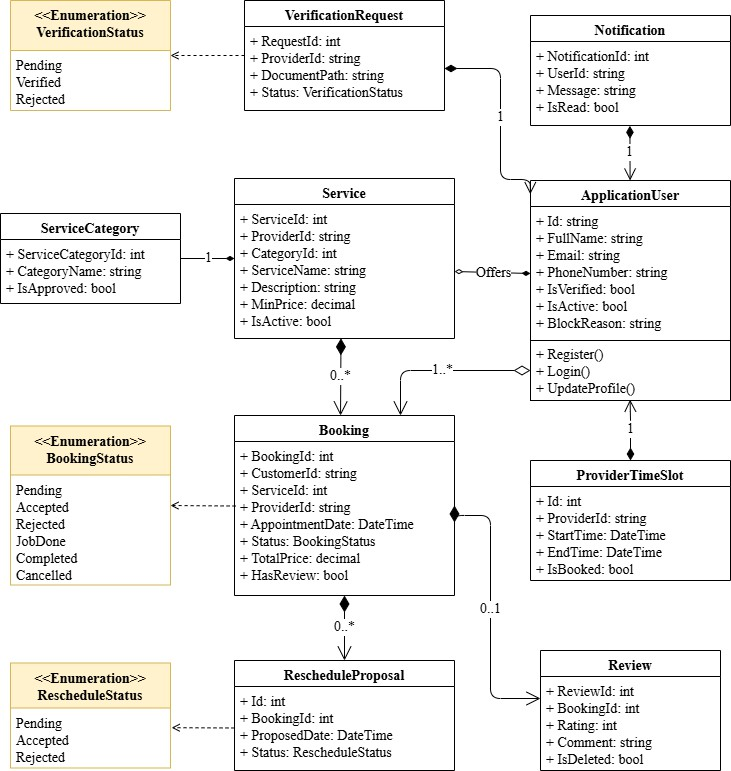 <<Enumeration>>
VerificationStatus
Pending
Verified
Rejected
VerificationRequest
+ RequestId: int
+ ProviderId: string
+ DocumentPath: string
+ Status: VerificationStatus
Notification
+ NotificationId: int
+ UserId: string
+ Message: string
+ IsRead: bool
1
1
ServiceCategory
+ ServiceCategoryId: int
+ CategoryName: string
+ IsApproved: bool
1
Service
+ ServiceId: int
+ ProviderId: string
+ CategoryId: int
+ ServiceName: string
+ Description: string
+ MinPrice: decimal
+ IsActive: bool
Offers
ApplicationUser
+ Id: string
+ FullName: string
+ Email: string
+ PhoneNumber: string
+ IsVerified: bool
+ IsActive: bool
+ BlockReason: string
+ Register()
+ Login()
+ UpdateProfile()
0..*
1..*
1
<<Enumeration>>
BookingStatus
Pending
Accepted
Rejected
JobDone
Completed
Cancelled
Booking
+ BookingId: int
+ CustomerId: string
+ ServiceId: int
+ ProviderId: string
+ AppointmentDate: DateTime
+ Status: BookingStatus
+ TotalPrice: decimal
+ HasReview: bool
ProviderTimeSlot
+ Id: int
+ ProviderId: string
+ StartTime: DateTime
+ EndTime: DateTime
+ IsBooked: bool
0..*
0..1
<<Enumeration>>
RescheduleStatus
Pending
Accepted
Rejected
RescheduleProposal
+ Id: int
+ BookingId: int
+ ProposedDate: DateTime
+ Status: RescheduleStatus
Review
+ ReviewId: int
+ BookingId: int
+ Rating: int
+ Comment: string
+ IsDeleted: bool